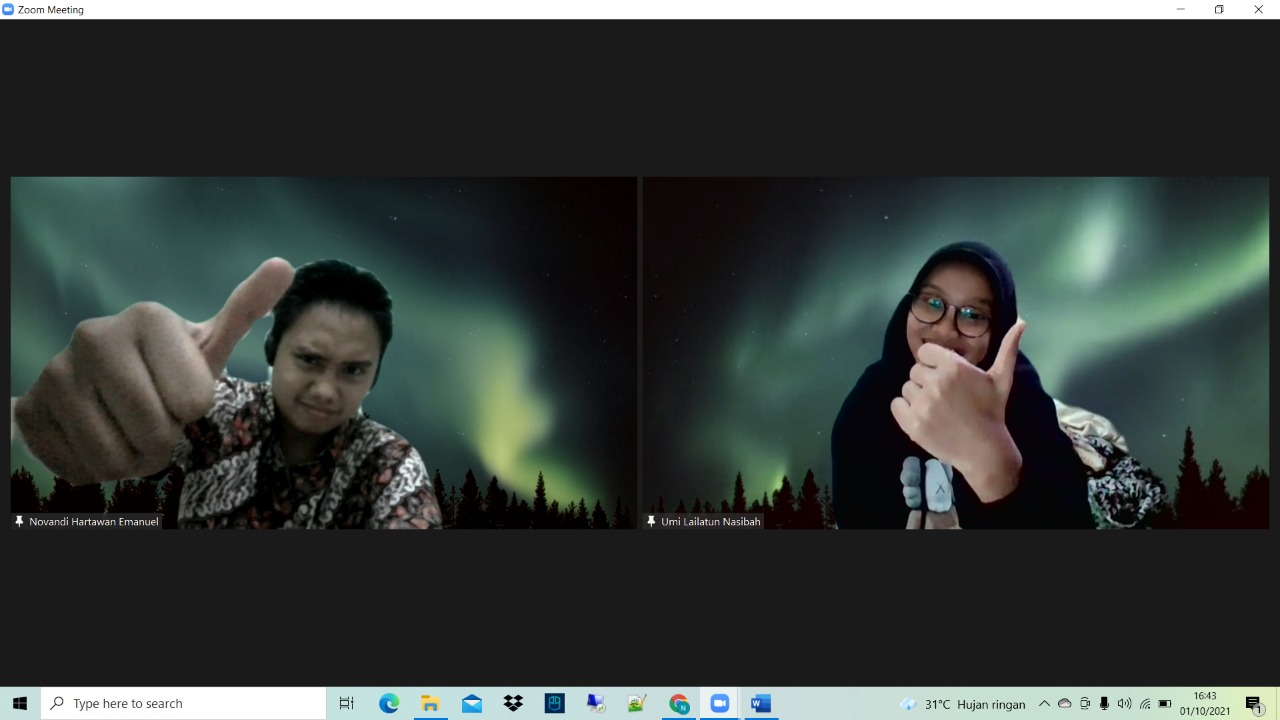 Zoom Meeting
Novandi Hartawan Emanuel
Umi Lailatun Nasibah
Type here to search
31°C Hujan ringan
16:43
01/10/2021
1